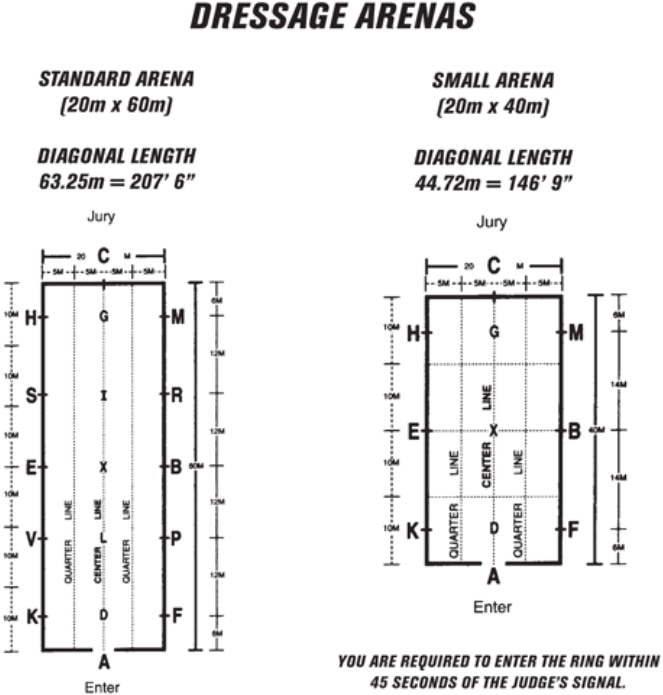 DRESSAGE ARENAS
STANDARD ARENA
(20m x 60m)
DIAGONAL LENGTH
63.25m = 207' 6”
Jury
20 C M
5M 5M 5M 5M
10M 10M 10M 10M 10M 10M
H G M
S I R
E X B
V L P
K D F
A
6M 12M 12M 12M 12M 6M
60M
QUARTER LINE
CENTER LINE
QUARTER LINE
Enter
SMALL ARENA
(20m x 40m)
DIAGONAL LENGTH
44.72m = 146' 9”
Jury
20 C M
5M 5M 5M 5M
10M 10M 10M 10M
H G M
E X B
K D F
A
6M 14M 14M 6M
40M
QUARTER LINE
CENTER LINE
QUARTER LINE
Enter
YOU ARE REQUIRED TO ENTER THE RING WITHIN
45 SECONDS OF THE JUDGE'S SIGNAL.